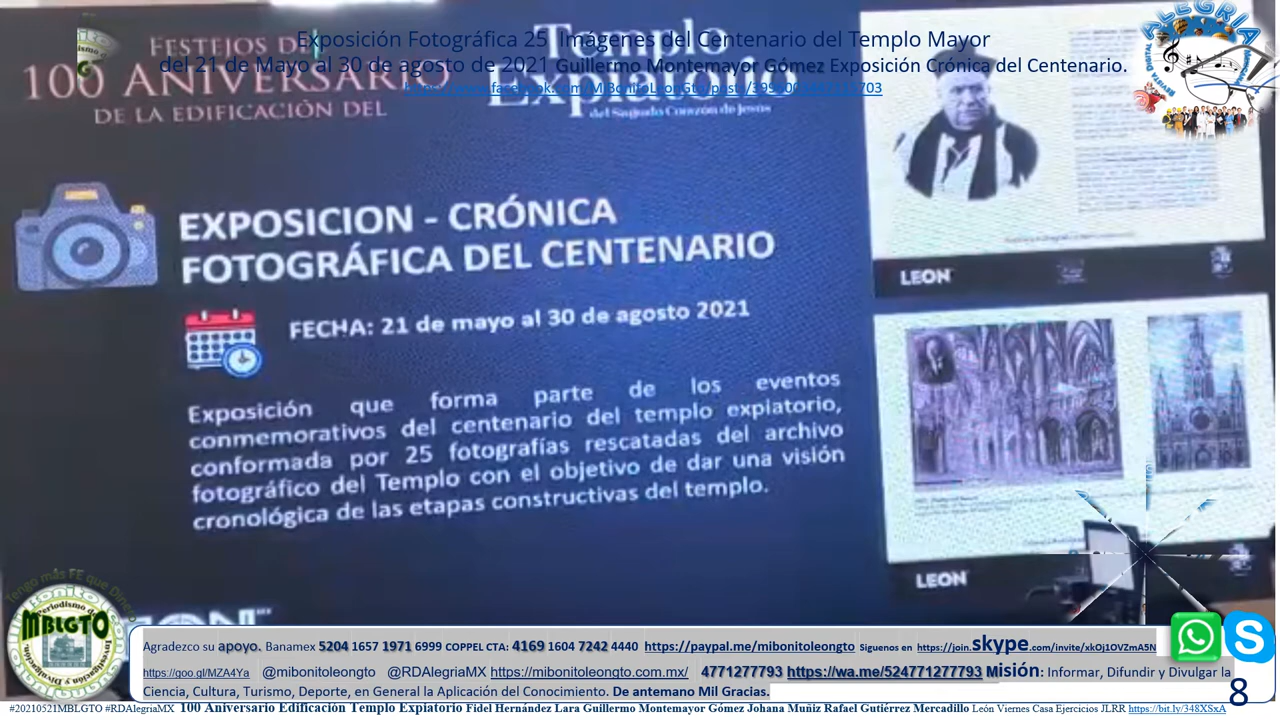 Exposición Fotográfica 25 Imágenes del Centenario del Templo Mayor
del 21 de Mayo al 30 de agosto de 2021 Guillermo Montemayor Gómez Exposición Crónica del Centenario.
FESTEJOS DE
100 ANIVERSARIO
DE LA EDIFICACIÓN DEL
Templo
Expiatorio
del Sagrado Corazón de Jesús
ALEGRIA
EXPOSICION - CRÓNICA
FOTOGRÁFICA DEL CENTENARIO
FECHA: 21 de mayo al 30 de agosto 2021
Exposición que forma parte de los eventos
conmemorativos del centenario del templo expiatorio,
conformada por 25 fotografías rescatadas del archivo
fotográfico del Templo con el objetivo de dar una visión
cronológica de las etapas constructivas del templo.
LEON
LEON
Tengo más FE que Dinero
Periodismo de
MBLGTO
Investigación y Divulgación
Agradezco su apoyo. Banamex 5204 1657 1971 6999 COPPEL CTA: 4169 1604 7242 4440 https://paypal.me/mibonitoleongto Siguenos en https://join.skype.com/invite/xkOj1OVZmA5N
https://goo.gl/MZA4Ya @mibonitoleongto @RDAlegriaMX https://mibonitoleongto.com.mx/ 4771277793 https://wa.me/524771277793 Misión: Informar, Difundir y Divulgar la
Ciencia, Cultura, Turismo, Deporte, en General la Aplicación del Conocimiento. De antemano Mil Gracias.
8
#20210521MBLGTO #RDAlegriaMX 100 Aniversario Edificación Templo Expiatorio Fidel Hernández Lara Guillermo Montemayor Gómez Johana Muñiz Rafael Gutiérrez Mercadillo León Viernes Casa Ejercicios JLRR https://bit.ly/348XSxA